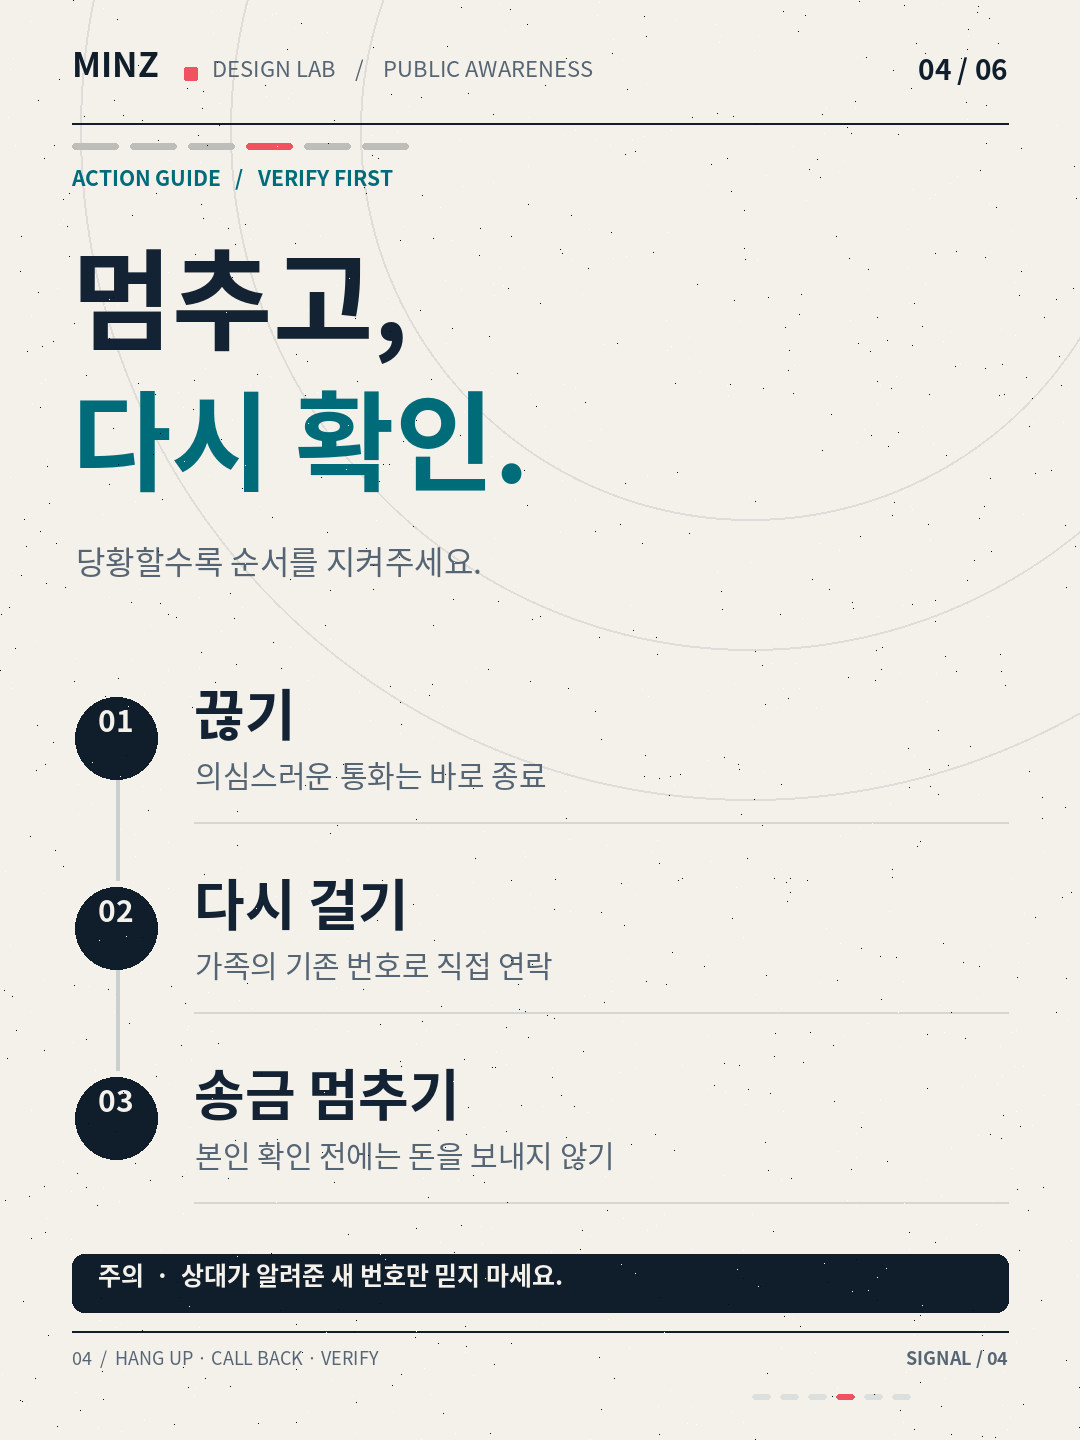 MINZ DESIGN LAB / PUBLIC AWARENESS 04 / 06
ACTION GUIDE / VERIFY FIRST
멈추고,
다시 확인.
당황할수록 순서를 지켜주세요.
01 끊기
의심스러운 통화는 바로 종료
02 다시 걸기
가족의 기존 번호로 직접 연락
03 송금 멈추기
본인 확인 전에는 돈을 보내지 않기
주의 · 상대가 알려준 새 번호만 믿지 마세요.
04 / HANG UP · CALL BACK · VERIFY SIGNAL / 04